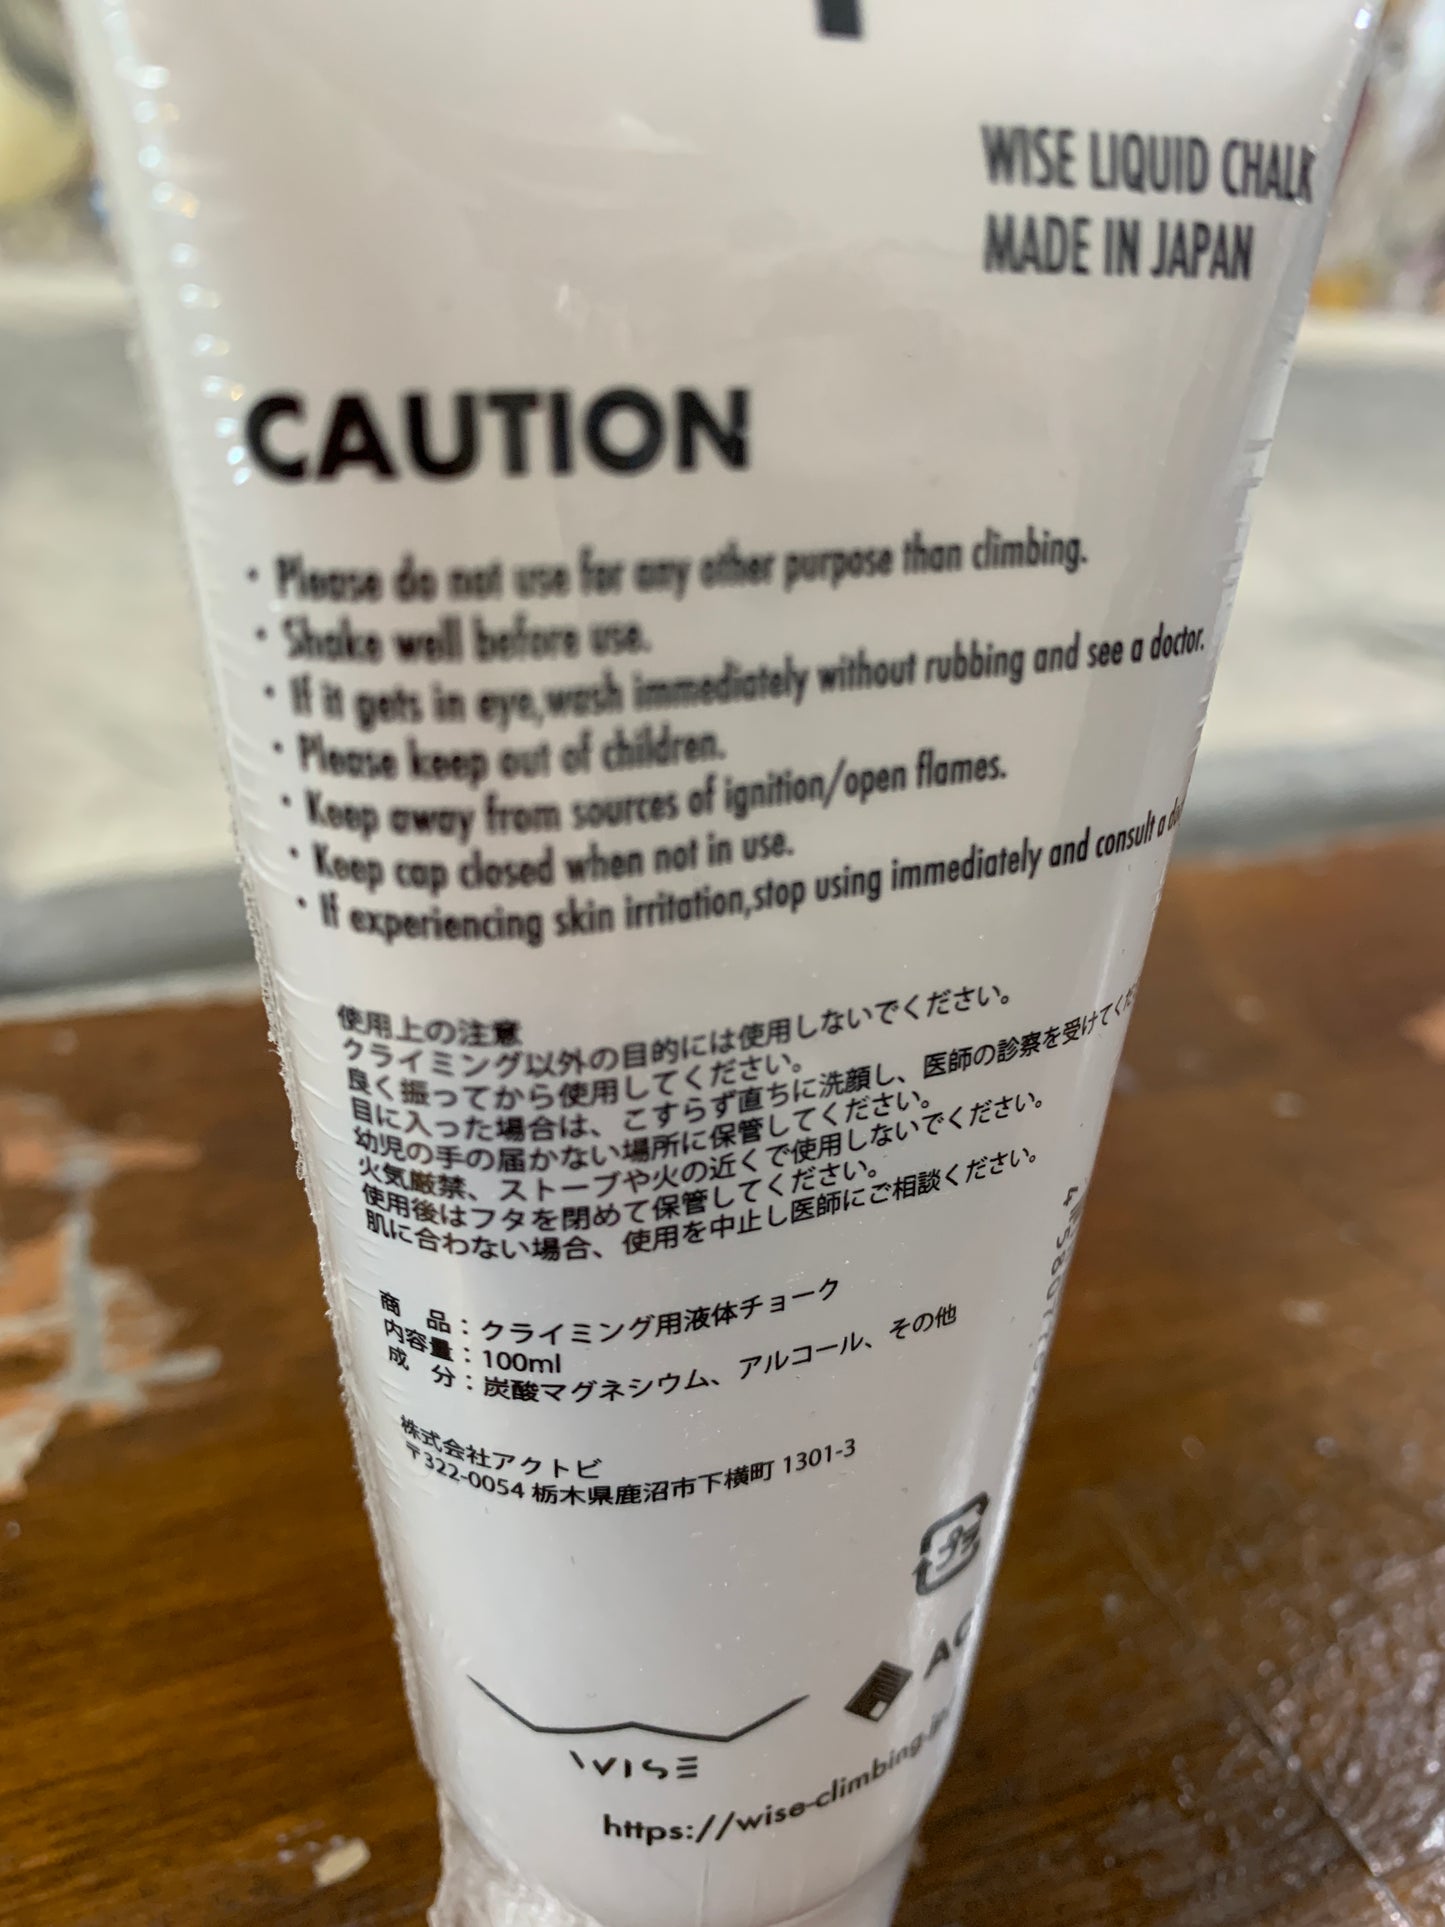 WISE LIQUID CHALK
MADE IN JAPAN
CAUTION
・Please do not use for any other purpose than climbing.
・Shake well before use.
・If it gets in eye,wash immediately without rubbing and see a doctor.
・Please keep out of children.
・Keep away from sources of ignition/open flames.
・Keep cap closed when not in use.
・If experiencing skin irritation,stop using immediately and consult a
使用上の注意
クライミング以外の目的には使用しないでください。
良く振ってから使用してください。
目に入った場合は、こすらず直ちに洗顔し、医師の診察を受けてくだ
幼児の手の届かない場所に保管してください。
火気厳禁、ストーブや火の近くで使用しないでください。
使用後はフタを閉めて保管してください。
肌に合わない場合、使用を中止し医師にご相談ください。
商　品：クライミング用液体チョーク
内容量：100ml
成　分：炭酸マグネシウム、アルコール、その他
株式会社アクトビ
〒322-0054 栃木県鹿沼市下横町 1301-3
プラ
WISE
https://wise-climbing.jp